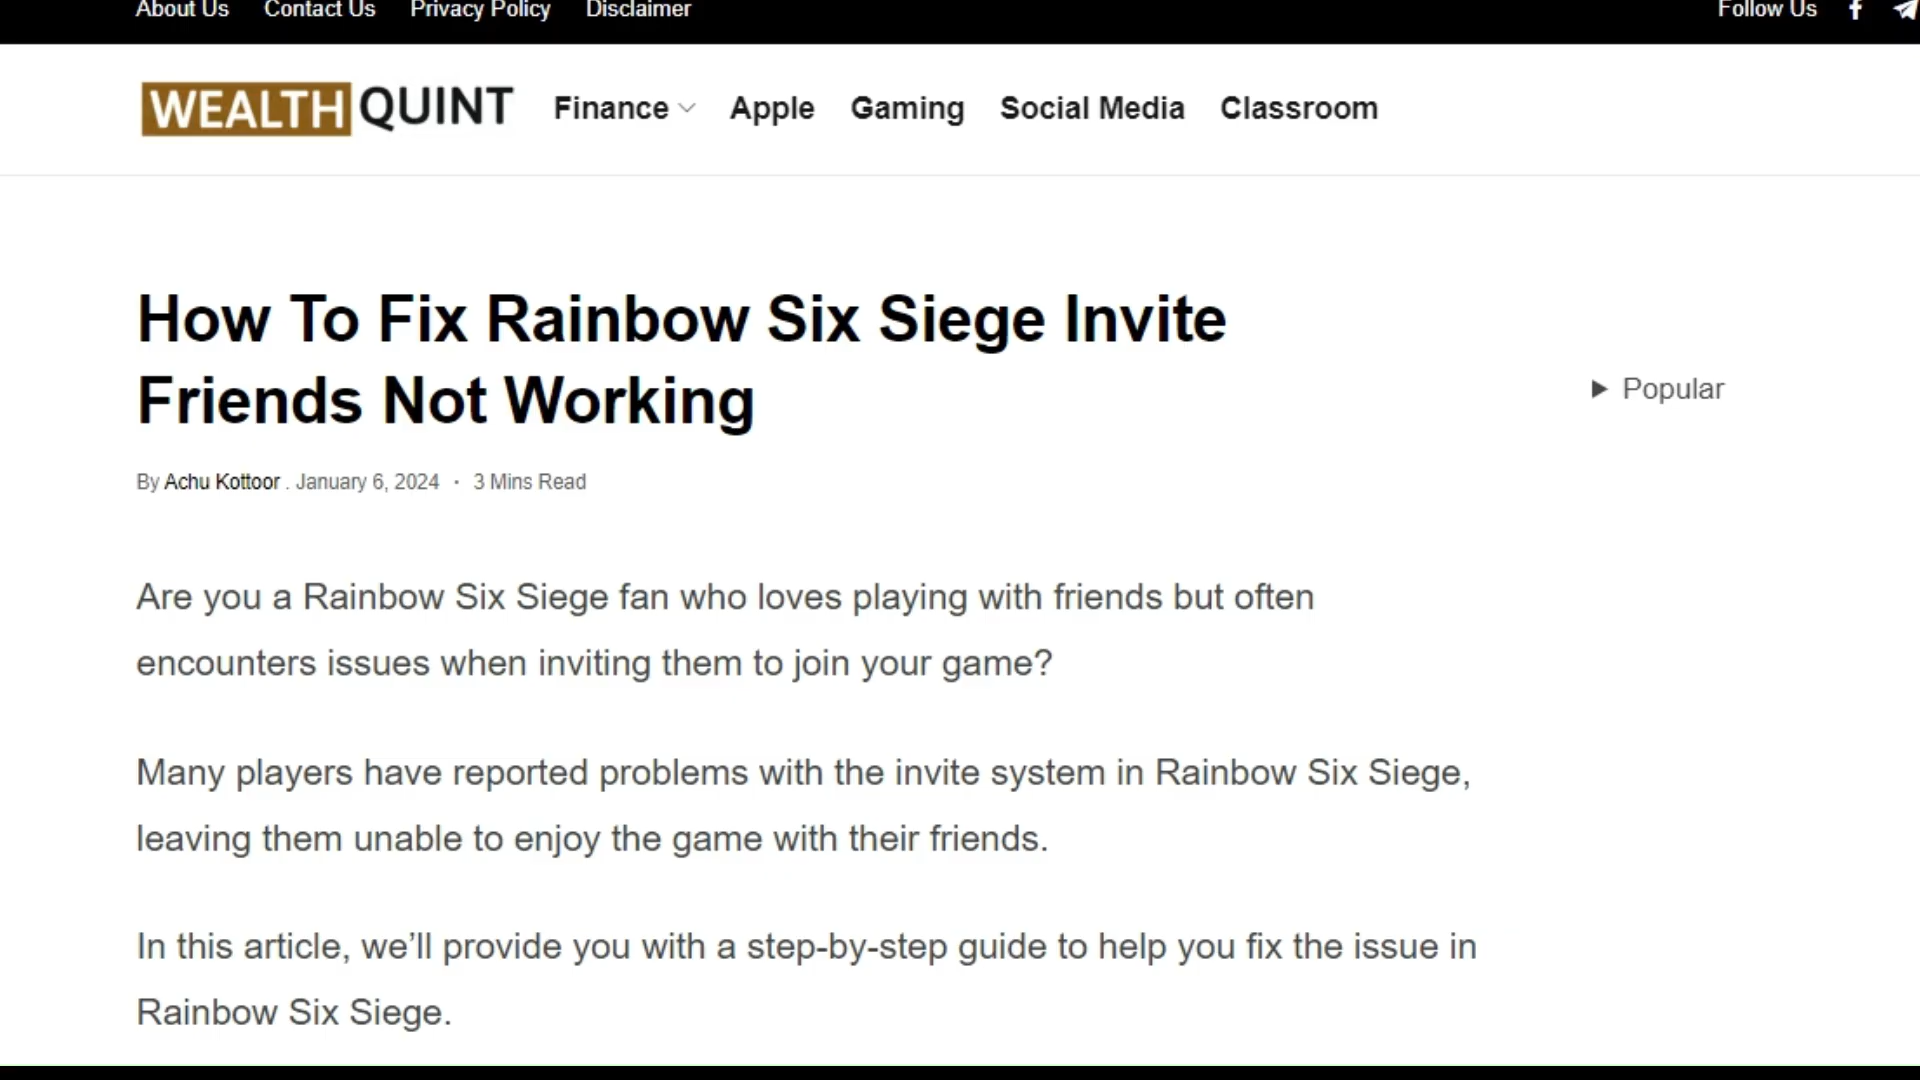 About Us Contact Us Privacy Policy Disclaimer Follow Us
WEALTH QUINT Finance Apple Gaming Social Media Classroom
How To Fix Rainbow Six Siege Invite
Friends Not Working
Popular
By Achu Kottoor . January 6, 2024 · 3 Mins Read
Are you a Rainbow Six Siege fan who loves playing with friends but often
encounters issues when inviting them to join your game?
Many players have reported problems with the invite system in Rainbow Six Siege,
leaving them unable to enjoy the game with their friends.
In this article, we’ll provide you with a step-by-step guide to help you fix the issue in
Rainbow Six Siege.